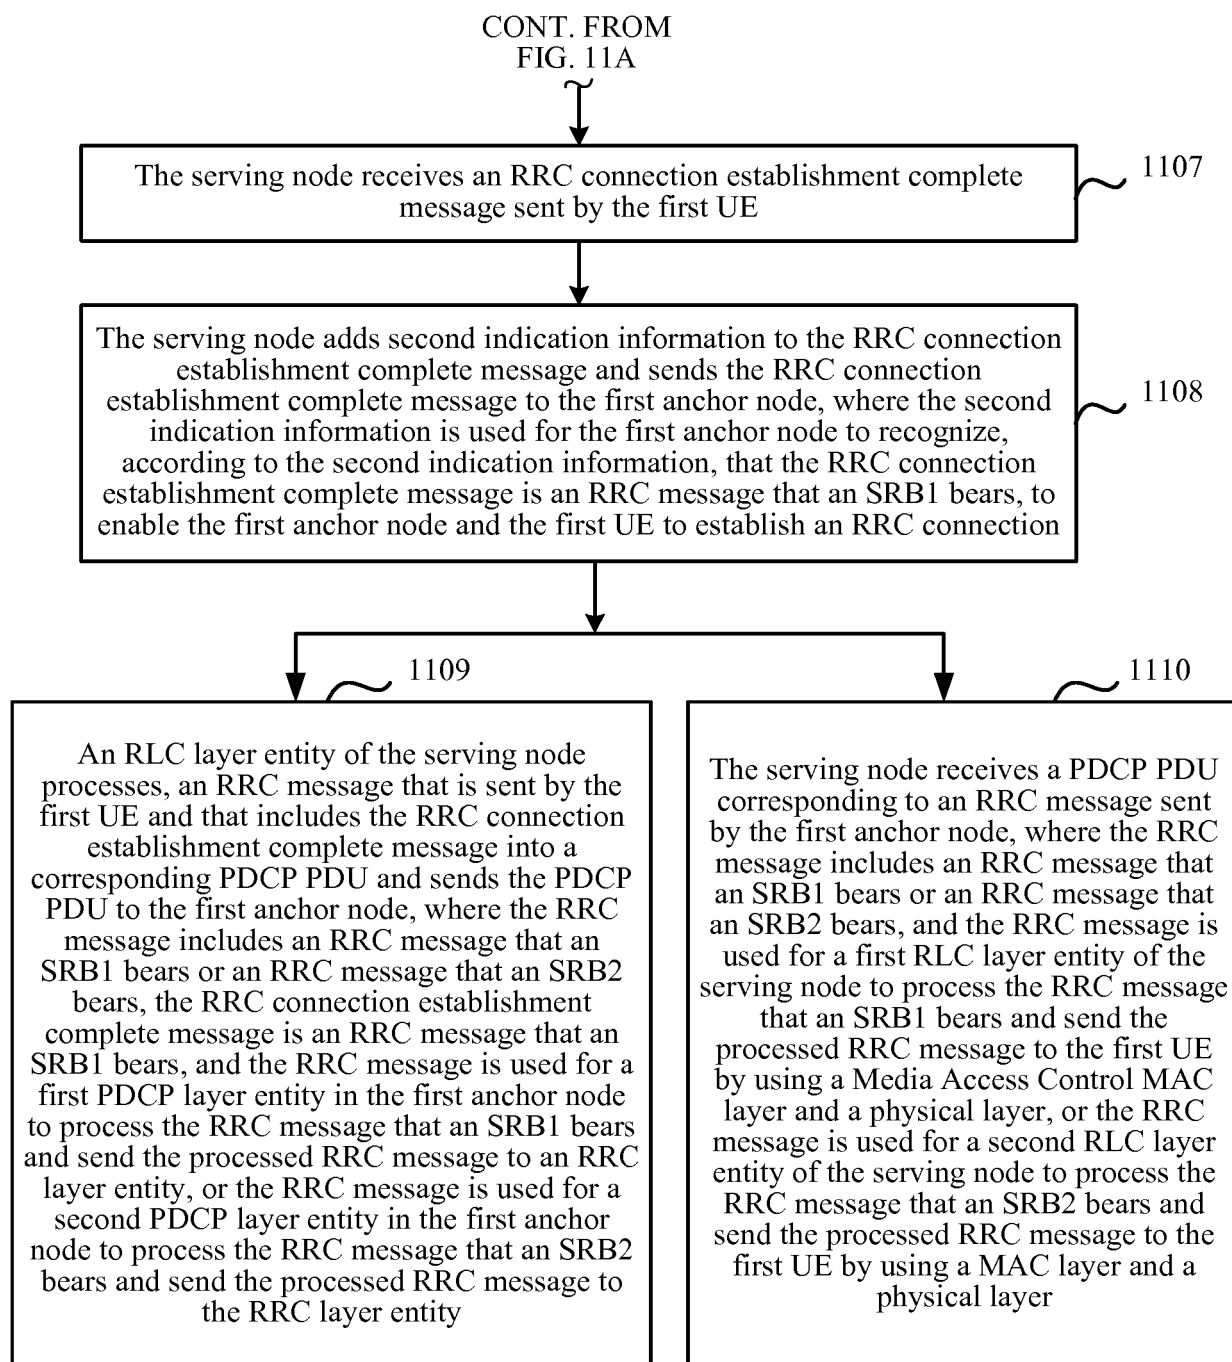 CONT. FROM
FIG. 11A
The serving node receives an RRC connection establishment complete
message sent by the first UE
1107
The serving node adds second indication information to the RRC connection
establishment complete message and sends the RRC connection
establishment complete message to the first anchor node, where the second
indication information is used for the first anchor node to recognize,
according to the second indication information, that the RRC connection
establishment complete message is an RRC message that an SRB1 bears, to
enable the first anchor node and the first UE to establish an RRC connection
1108
1109
An RLC layer entity of the serving node
processes, an RRC message that is sent by the
first UE and that includes the RRC connection
establishment complete message into a
corresponding PDCP PDU and sends the PDCP
PDU to the first anchor node, where the RRC
message includes an RRC message that an
SRB1 bears or an RRC message that an SRB2
bears, the RRC connection establishment
complete message is an RRC message that an
SRB1 bears, and the RRC message is used for a
first PDCP layer entity in the first anchor node
to process the RRC message that an SRB1 bears
and send the processed RRC message to an RRC
layer entity, or the RRC message is used for a
second PDCP layer entity in the first anchor
node to process the RRC message that an SRB2
bears and send the processed RRC message to
the RRC layer entity
1110
The serving node receives a PDCP PDU
corresponding to an RRC message sent
by the first anchor node, where the RRC
message includes an RRC message that
an SRB1 bears or an RRC message that
an SRB2 bears, and the RRC message is
used for a first RLC layer entity of the
serving node to process the RRC message
that an SRB1 bears and send the
processed RRC message to the first UE
by using a Media Access Control MAC
layer and a physical layer, or the RRC
message is used for a second RLC layer
entity of the serving node to process the
RRC message that an SRB2 bears and
send the processed RRC message to the
first UE by using a MAC layer and a
physical layer